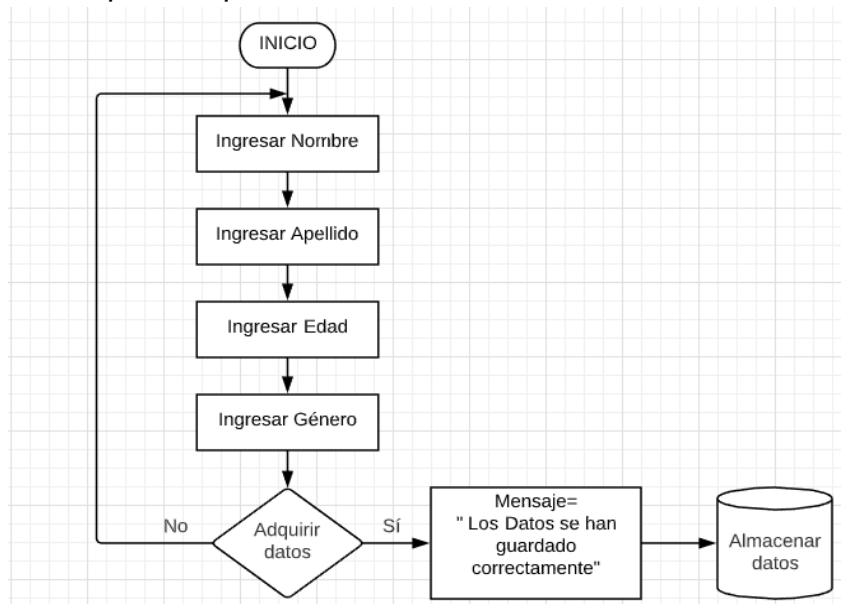 INICIO
Ingresar Nombre
Ingresar Apellido
Ingresar Edad
Ingresar Género
No
Adquirir
datos
Sí
Mensaje=
" Los Datos se han
guardado
correctamente"
Almacenar
datos